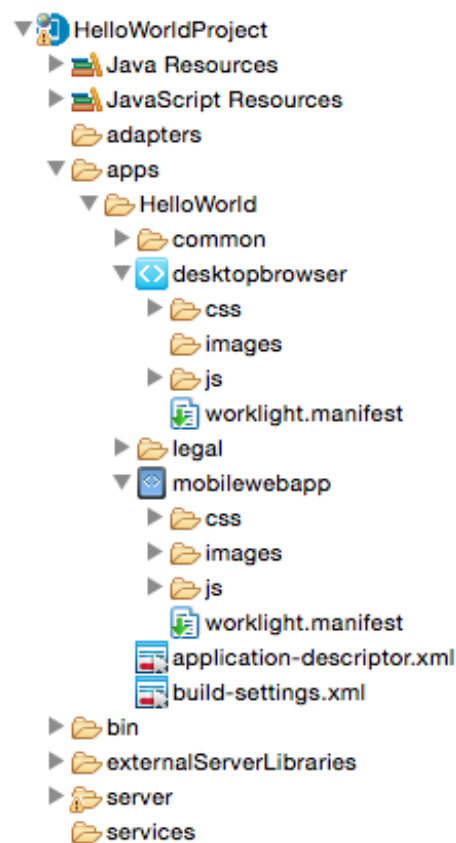 HelloWorldProject
Java Resources
JavaScript Resources
adapters
apps
HelloWorld
common
desktopbrowser
css
images
js
worklight.manifest
legal
mobilewebapp
css
images
js
worklight.manifest
application-descriptor.xml
build-settings.xml
bin
externalServerLibraries
server
services